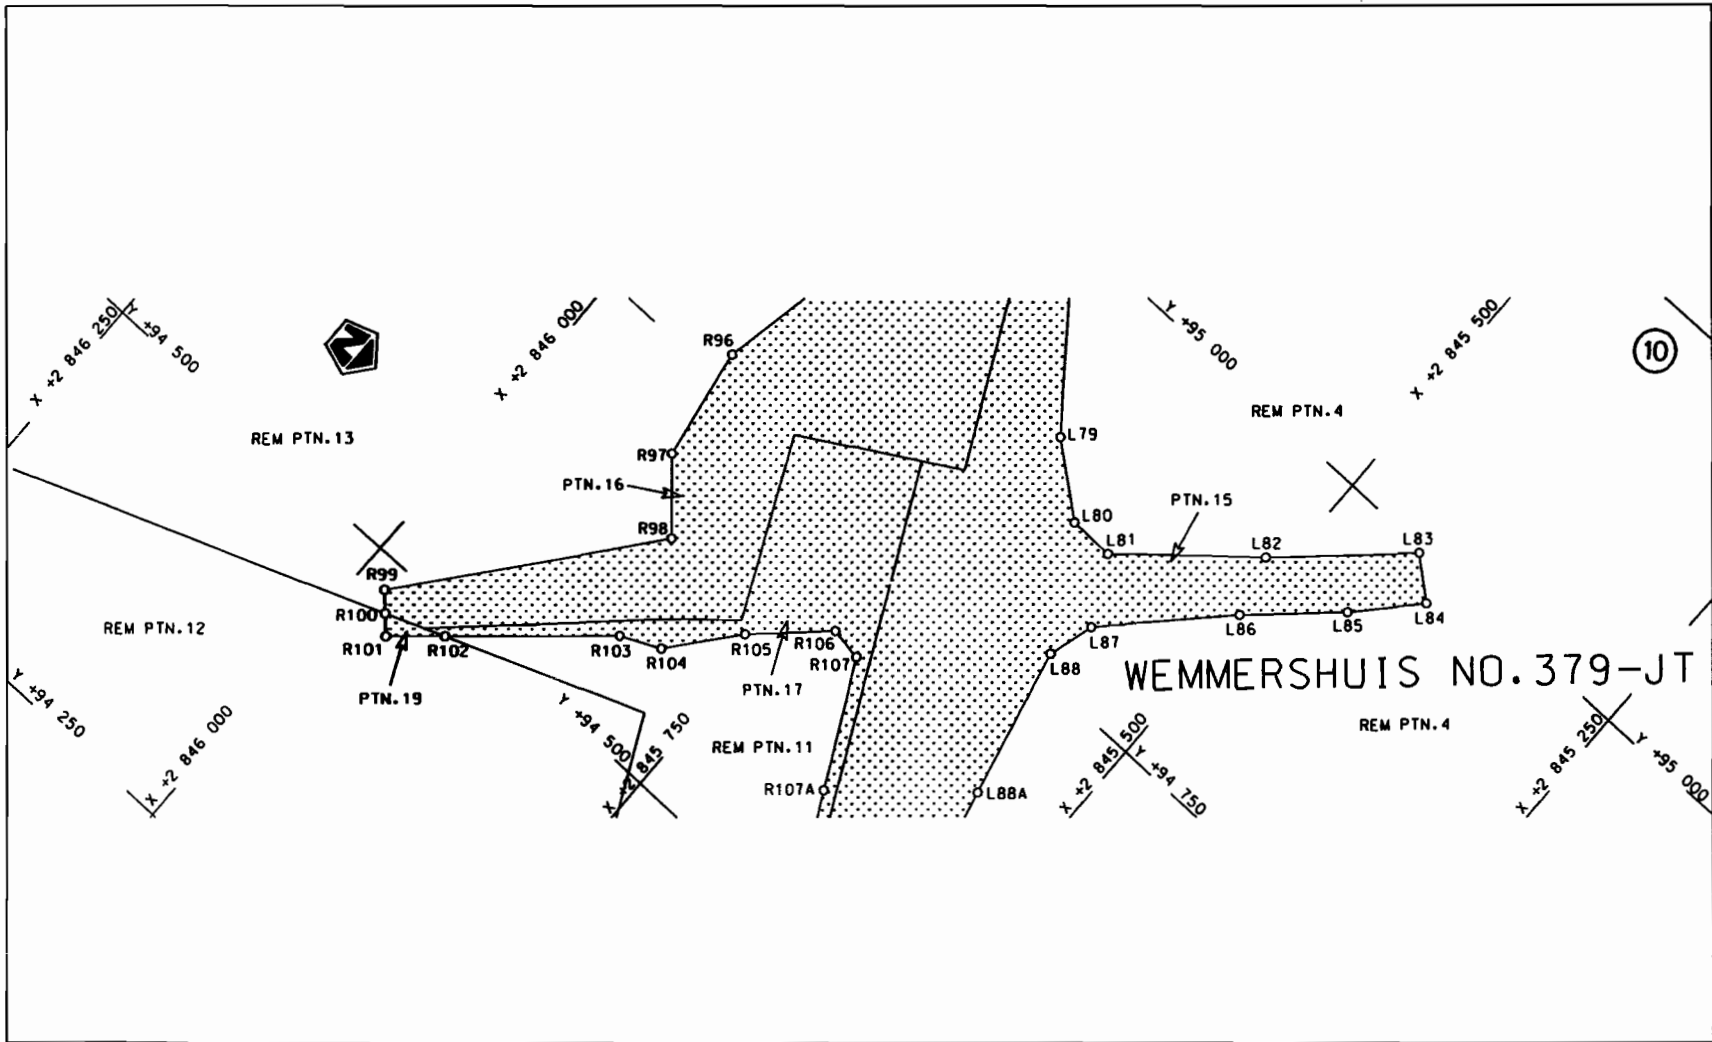 X +2 846 250
Y +94 500
N
X +2 846 000
R96
Y +95 000
X +2 845 500
10
REM PTN.13
REM PTN.4
R97
L79
PTN.16
PTN.15
R98
L80
L81
L82
L83
R99
R100
L84
REM PTN.12
R101
R102
R103
R104
R105
R106
R107
L85
L86
L87
L88
PTN.19
PTN.17
WEMMERSHUIS NO.379-JT
Y +94 250
X +2 846 000
Y +94 500
X +2 845 750
REM PTN.11
R107A
L88A
X +2 845 500
Y +94 750
REM PTN.4
X +2 845 250
Y +95 000